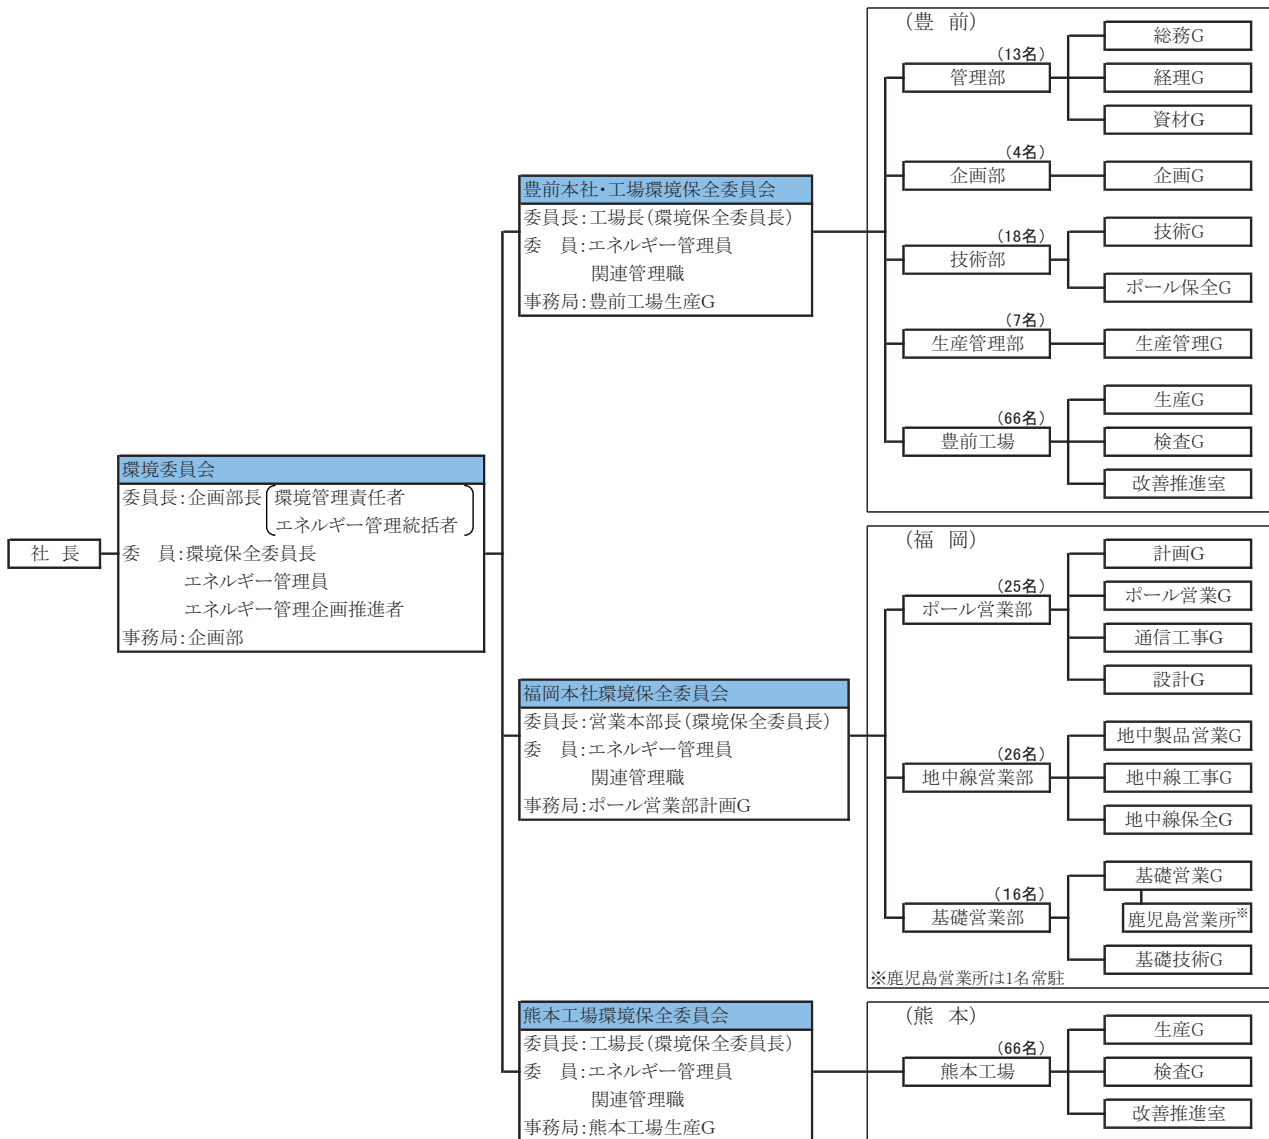 社 長
環境委員会
委員長：企画部長 環境管理責任者
エネルギー管理統括者
委　員：環境保全委員長
エネルギー管理員
エネルギー管理企画推進者
事務局：企画部
豊前本社・工場環境保全委員会
委員長：工場長（環境保全委員長）
委　員：エネルギー管理員
関連管理職
事務局：豊前工場生産G
（豊　前）
（13名）
管理部
総務G
経理G
資材G
（4名）
企画部
企画G
（18名）
技術部
技術G
ポール保全G
（7名）
生産管理部
生産管理G
（66名）
豊前工場
生産G
検査G
改善推進室
福岡本社環境保全委員会
委員長：営業本部長（環境保全委員長）
委　員：エネルギー管理員
関連管理職
事務局：ポール営業部計画G
（福　岡）
（25名）
ポール営業部
計画G
ポール営業G
通信工事G
設計G
（26名）
地中線営業部
地中製品営業G
地中線工事G
地中線保全G
（16名）
基礎営業部
基礎営業G
鹿児島営業所※
基礎技術G
※鹿児島営業所は1名常駐
熊本工場環境保全委員会
委員長：工場長（環境保全委員長）
委　員：エネルギー管理員
関連管理職
事務局：熊本工場生産G
（熊　本）
（66名）
熊本工場
生産G
検査G
改善推進室